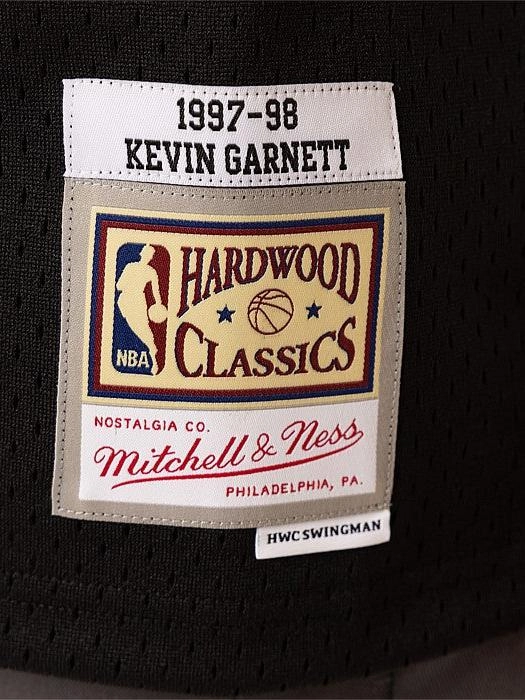 1997-98
KEVIN GARNETT
HARDWOOD
CLASSICS
NBA
NOSTALGIA CO.
Mitchell & Ness
PHILADELPHIA, PA.
HWC SWINGMAN